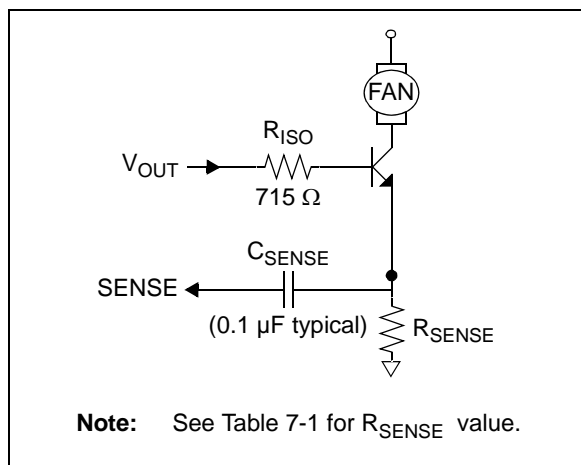 FAN
R_ISO
V_OUT
715 Ω
C_SENSE
SENSE
(0.1 µF typical)
R_SENSE
Note: See Table 7-1 for R_SENSE value.